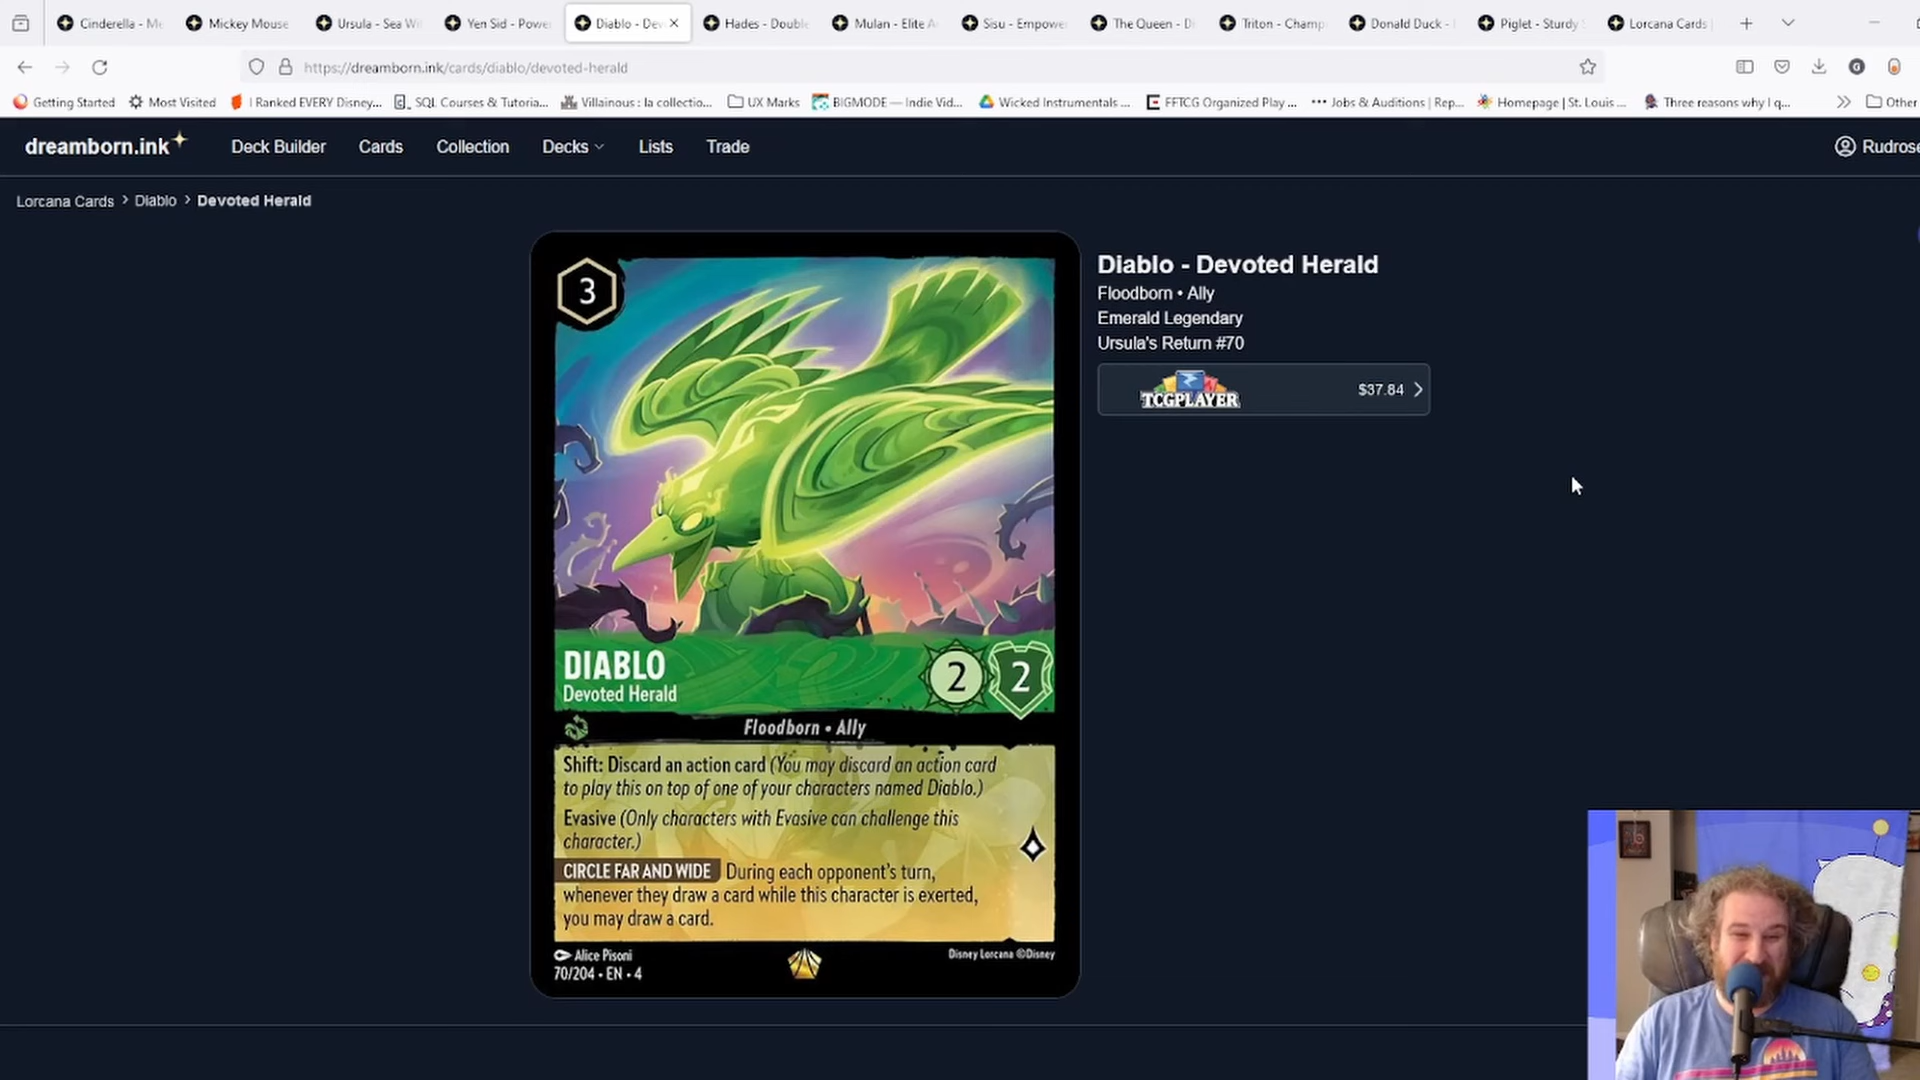 Cinderella - Me
Mickey Mouse
Ursula - Sea Wi
Yen Sid - Powe
Diablo - Dev
Hades - Double
Mulan - Elite A
Sisu - Empowe
The Queen - Di
Triton - Champ
Donald Duck -
Piglet - Sturdy S
Lorcana Cards |
https://dreamborn.ink/cards/diablo/devoted-herald
Getting Started
Most Visited
I Ranked EVERY Disney...
SQL Courses & Tutoria...
Villainous : la collectio...
UX Marks
BIGMODE — Indie Vid...
Wicked Instrumentals ...
FFTCG Organized Play ...
Jobs & Auditions | Rep...
Homepage | St. Louis ...
Three reasons why I q...
Other
dreamborn.ink
Deck Builder
Cards
Collection
Decks
Lists
Trade
Rudrose
Lorcana Cards > Diablo > Devoted Herald
3
DIABLO
Devoted Herald
2
2
Floodborn • Ally
Shift: Discard an action card (You may discard an action card
to play this on top of one of your characters named Diablo.)
Evasive (Only characters with Evasive can challenge this
character.)
CIRCLE FAR AND WIDE During each opponent's turn,
whenever they draw a card while this character is exerted,
you may draw a card.
Alice Pisoni
70/204 • EN • 4
Disney Lorcana ©Disney
Diablo - Devoted Herald
Floodborn • Ally
Emerald Legendary
Ursula's Return #70
TCGPLAYER
$37.84